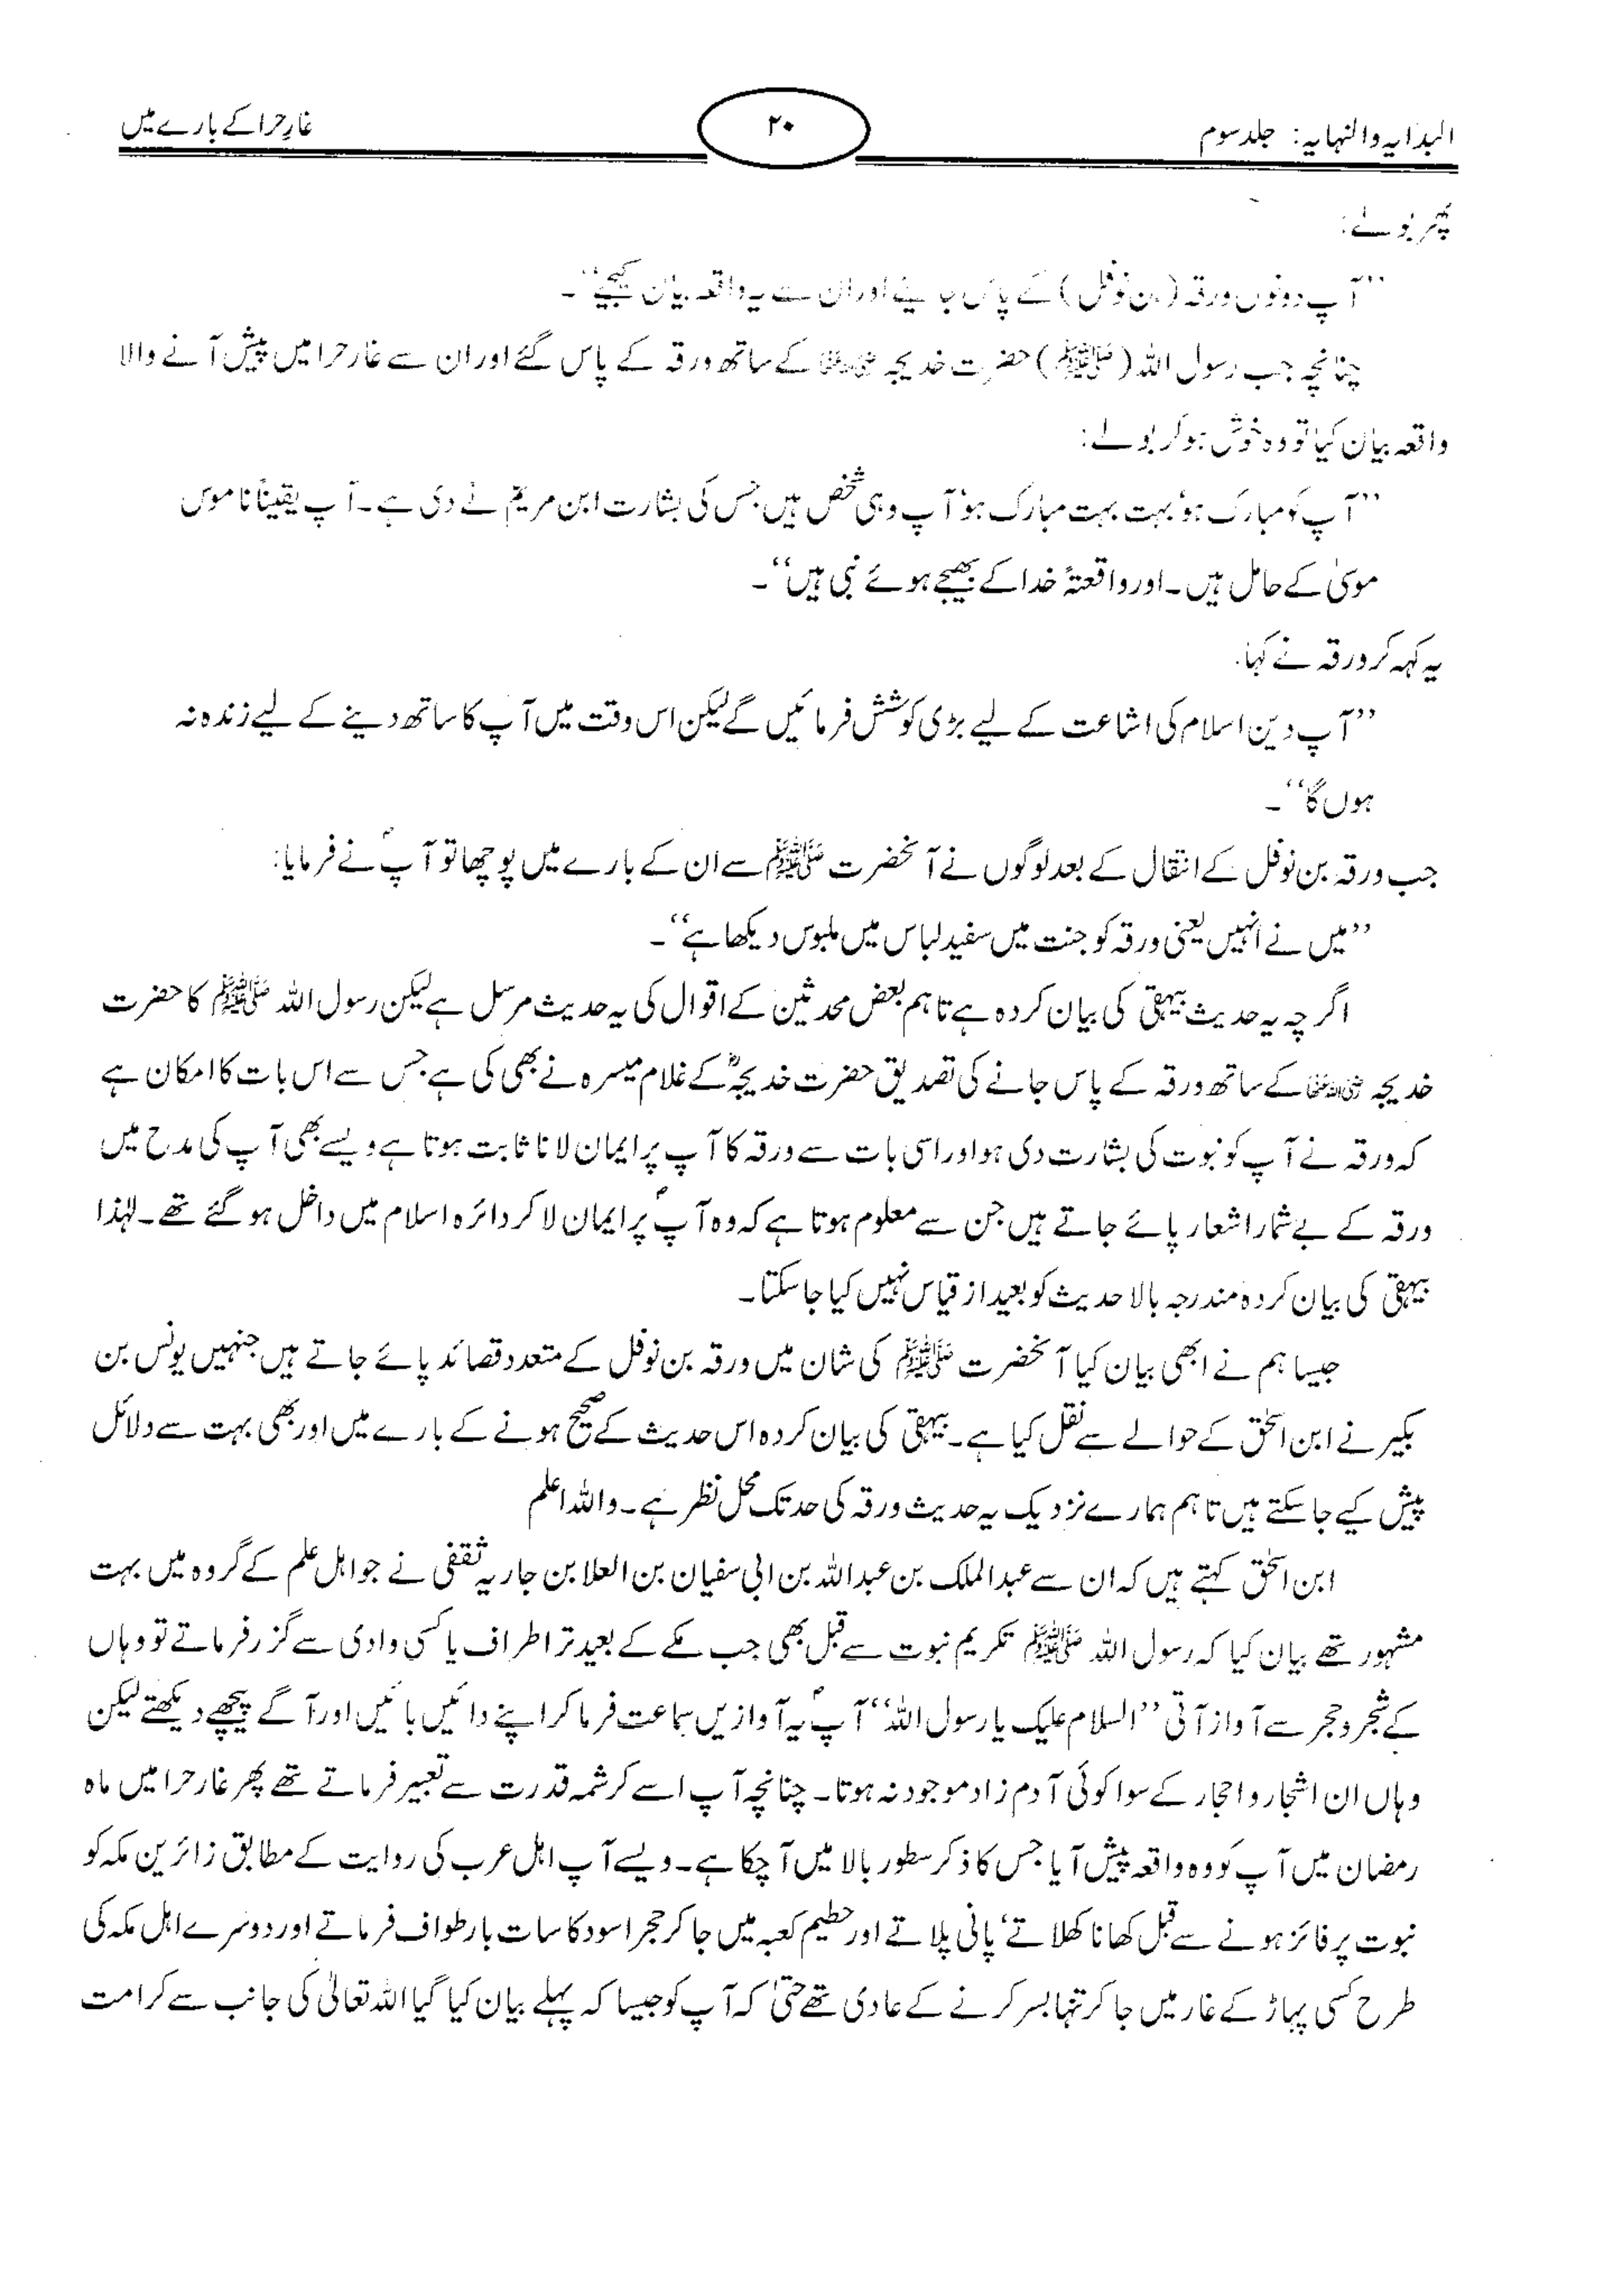 البدایہ والنہایہ: جلد سوم
۲۰
غارِحرا کے بارے میں
پھر بولے:
’’آپ دونوں ورقہ (بن نوفل) کے پاس جایئے اور ان سے یہ واقعہ بیان کیجیے‘‘۔
چنانچہ جب رسول اللہ (ﷺ) حضرت خدیجہ رضی اللہ عنہا کے ساتھ ورقہ کے پاس گئے اور ان سے غار حرا میں پیش آنے والا
واقعہ بیان کیا تو وہ خوش ہو کر بولے:
’’آپ کو مبارک ہو‘ بہت بہت مبارک ہو‘ آپ وہی شخص ہیں جس کی بشارت ابن مریمؑ نے دی ہے۔ آپ یقیناً ناموس
موسیٰ کے حامل ہیں۔ اور واقعتہً خدا کے بھیجے ہوئے نبی ہیں‘‘۔
یہ کہہ کر ورقہ نے کہا:
’’آپ دین اسلام کی اشاعت کے لیے بڑی کوشش فرمائیں گے لیکن اس وقت میں آپ کا ساتھ دینے کے لیے زندہ نہ
ہوں گا‘‘۔
جب ورقہ بن نوفل کے انتقال کے بعد لوگوں نے آنحضرت ﷺ سے ان کے بارے میں پوچھا تو آپؐ نے فرمایا:
’’میں نے انہیں یعنی ورقہ کو جنت میں سفید لباس میں ملبوس دیکھا ہے‘‘۔
اگرچہ یہ حدیث بیہقی کی بیان کردہ ہے تاہم بعض محدثین کے اقوال کی یہ حدیث مرسل ہے لیکن رسول اللہ ﷺ کا حضرت
خدیجہ رضی اللہ عنہا کے ساتھ ورقہ کے پاس جانے کی تصدیق حضرت خدیجہؓ کے غلام میسرہ نے بھی کی ہے جس سے اس بات کا امکان ہے
کہ ورقہ نے آپ کو نبوت کی بشارت دی ہو اور اسی بات سے ورقہ کا آپ پر ایمان لانا ثابت ہوتا ہے ویسے بھی آپ کی مدح میں
ورقہ کے بے شمار اشعار پائے جاتے ہیں جن سے معلوم ہوتا ہے کہ وہ آپؐ پر ایمان لا کر دائرہ اسلام میں داخل ہو گئے تھے۔ لہٰذا
بیہقی کی بیان کردہ مندرجہ بالا حدیث کو بعید از قیاس نہیں کیا جا سکتا۔
جیسا ہم نے ابھی بیان کیا آنحضرت ﷺ کی شان میں ورقہ بن نوفل کے متعدد قصائد پائے جاتے ہیں جنہیں یونس بن
بکیر نے ابن اسحٰق کے حوالے سے نقل کیا ہے۔ بیہقی کی بیان کردہ اس حدیث کے صحیح ہونے کے بارے میں اور بھی بہت سے دلائل
پیش کیے جا سکتے ہیں تاہم ہمارے نزدیک یہ حدیث ورقہ کی حد تک محل نظر ہے۔ واللہ اعلم
ابن اسحٰق کہتے ہیں کہ ان سے عبدالملک بن عبداللہ بن ابی سفیان بن العلا بن جاریہ ثقفی نے جو اہل علم کے گروہ میں بہت
مشہور تھے بیان کیا کہ رسول اللہ ﷺ تکریم نبوت سے قبل بھی جب مکے کے بعید تر اطراف یا کسی وادی سے گزر فرماتے تو وہاں
کے شجر و حجر سے آواز آتی ’’السلام علیک یا رسول اللہ‘‘ آپؐ یہ آوازیں سماعت فرما کر اپنے دائیں بائیں اور آگے پیچھے دیکھتے لیکن
وہاں ان اشجار و احجار کے سوا کوئی آدم زاد موجود نہ ہوتا۔ چنانچہ آپ اسے کرشمہ قدرت سے تعبیر فرماتے تھے پھر غار حرا میں ماہ
رمضان میں آپ کو وہ واقعہ پیش آیا جس کا ذکر سطور بالا میں آ چکا ہے۔ ویسے آپ اہل عرب کی روایت کے مطابق زائرین مکہ کو
نبوت پر فائز ہونے سے قبل کھانا کھلاتے‘ پانی پلاتے اور حطیم کعبہ میں جا کر حجر اسود کا سات بار طواف فرماتے اور دوسرے اہل مکہ کی
طرح کسی پہاڑ کے غار میں جا کر تنہا بسر کرنے کے عادی تھے حتیٰ کہ آپ کو جیسا کہ پہلے بیان کیا گیا اللہ تعالیٰ کی جانب سے کرامت